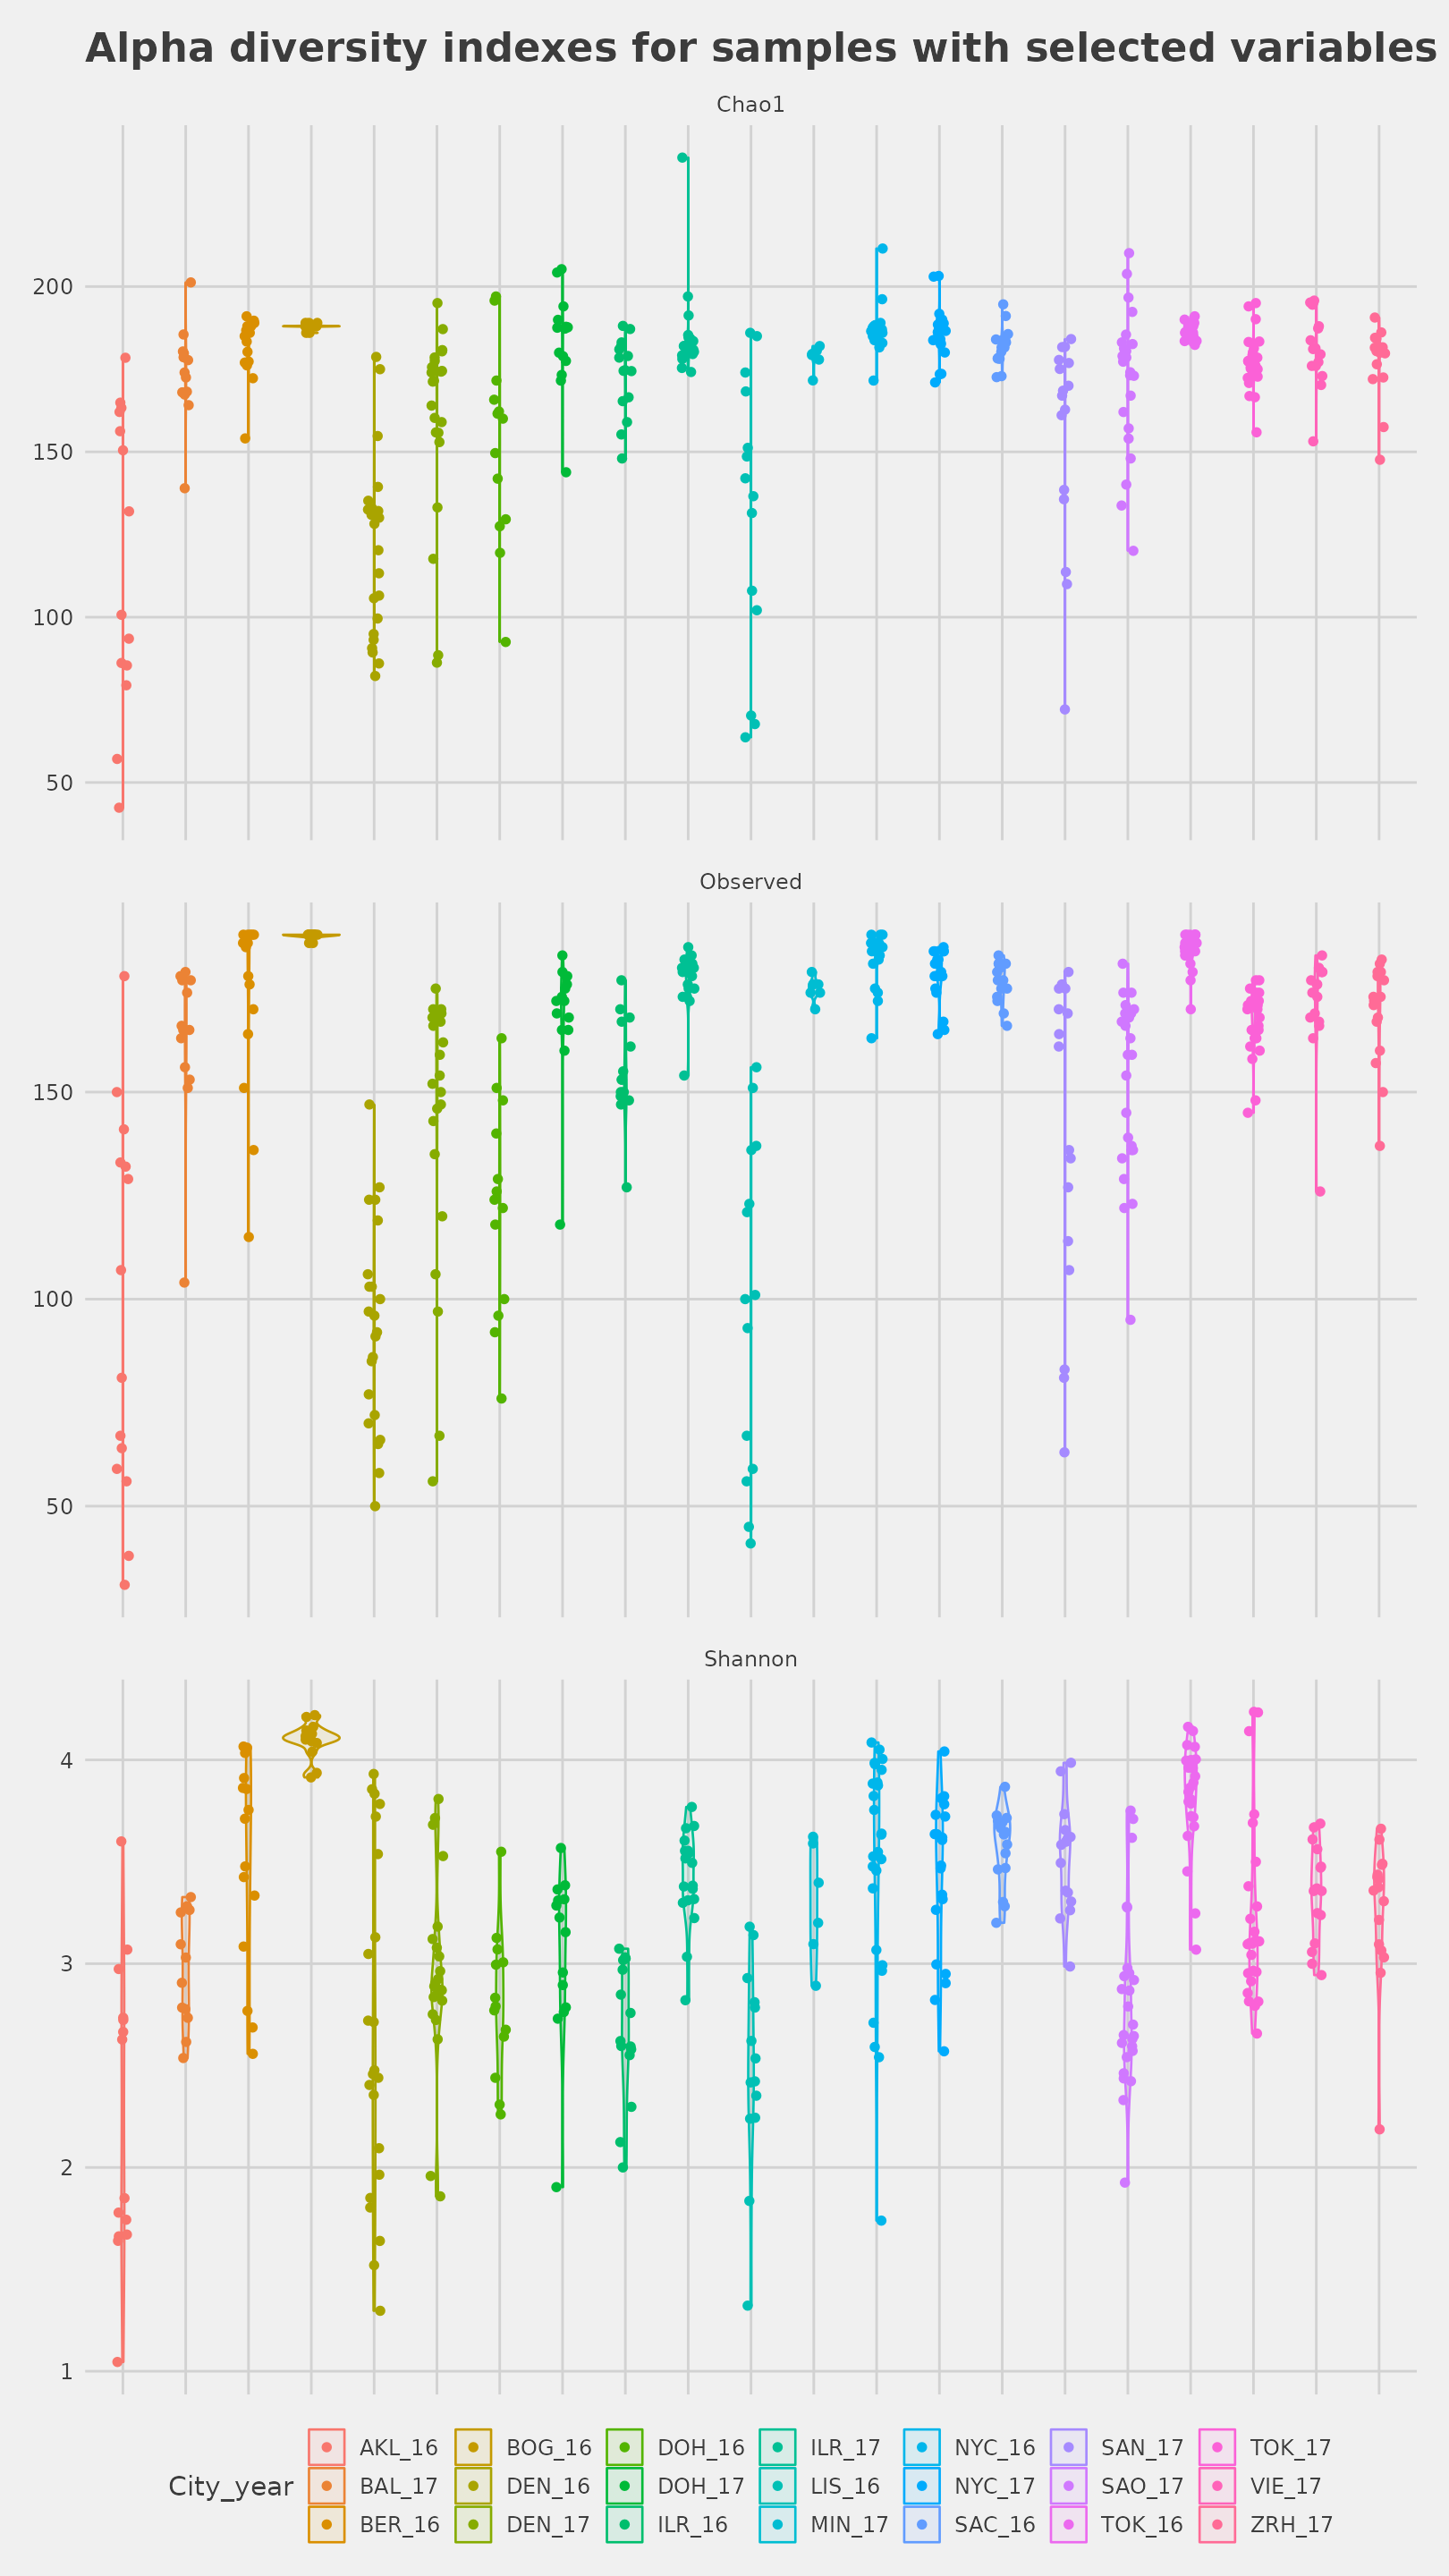 Alpha diversity indexes for samples with selected variables
Chao1
200
150
100
50
Observed
150
100
50
Shannon
4
3
2
1
City_year
AKL_16 BOG_16 DOH_16 ILR_17 NYC_16 SAN_17 TOK_17
BAL_17 DEN_16 DOH_17 LIS_16 NYC_17 SAO_17 VIE_17
BER_16 DEN_17 ILR_16 MIN_17 SAC_16 TOK_16 ZRH_17